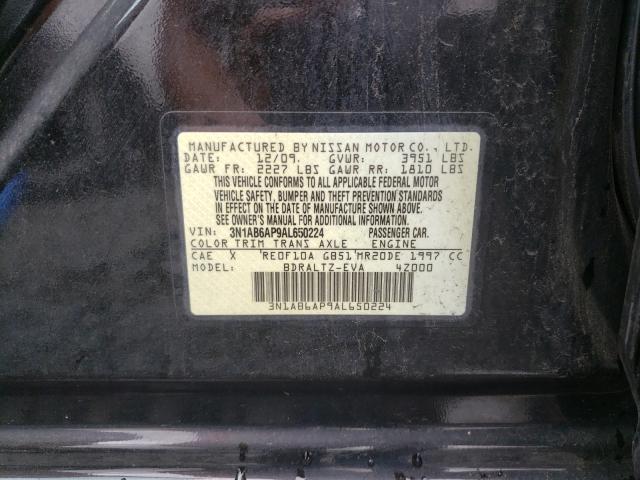 MANUFACTURED BY NISSAN MOTOR CO., LTD.
DATE: 12/09. GVWR: 3951 LBS
GAWR FR: 2227 LBS GAWR RR: 1810 LBS
THIS VEHICLE CONFORMS TO ALL APPLICABLE FEDERAL MOTOR
VEHICLE SAFETY, BUMPER AND THEFT PREVENTION STANDARDS
IN EFFECT ON THE DATE OF MANUFACTURE SHOWN ABOVE.
SEE OWNER'S MANUAL FOR ADDITIONAL INFORMATION
VIN: 3N1AB6AP9AL650224 PASSENGER CAR.
COLOR TRIM TRANS AXLE ENGINE
CAE X 'RE0F10A GB51'MR20DE 1997 CC
MODEL: BDRALTZ-EVA 4Z000
3N1AB6AP9AL650224